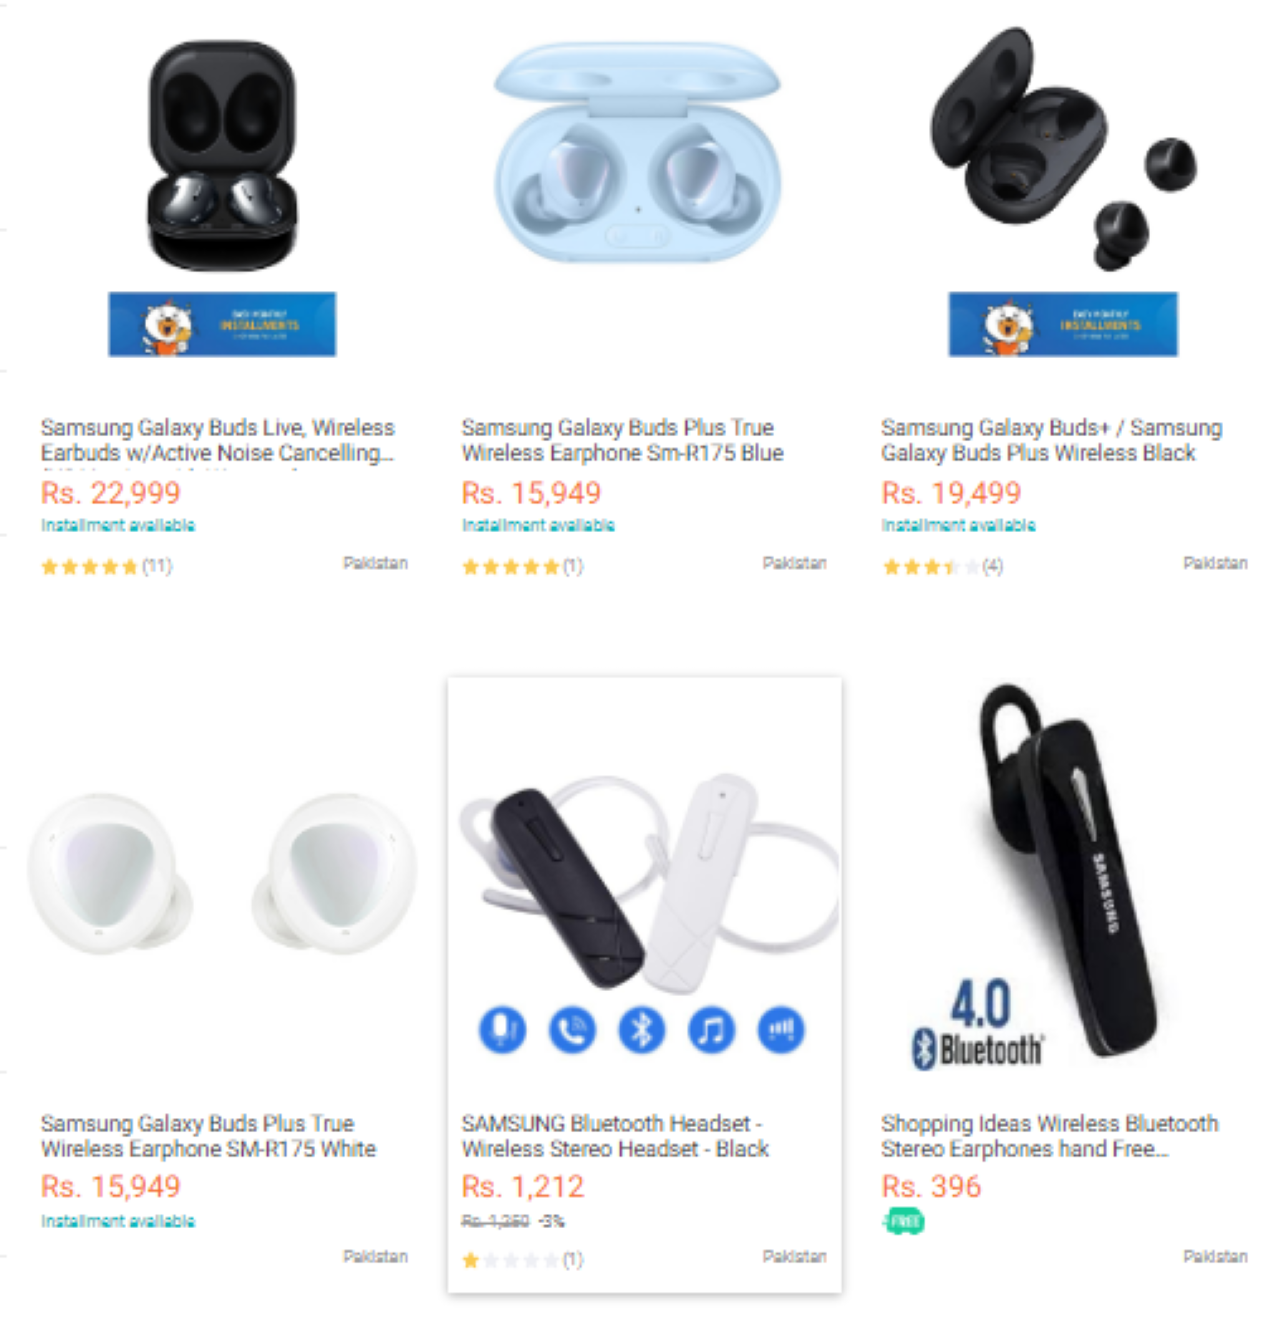 EASY MONTHLY
INSTALLMENTS
EASY MONTHLY
INSTALLMENTS
Samsung Galaxy Buds Live, Wireless
Earbuds w/Active Noise Cancelling...
Rs. 22,999
Installment available
(11)
Pakistan
Samsung Galaxy Buds Plus True
Wireless Earphone Sm-R175 Blue
Rs. 15,949
Installment available
(1)
Pakistan
Samsung Galaxy Buds+ / Samsung
Galaxy Buds Plus Wireless Black
Rs. 19,499
Installment available
(4)
Pakistan
Samsung Galaxy Buds Plus True
Wireless Earphone SM-R175 White
Rs. 15,949
Installment available
Pakistan
SAMSUNG Bluetooth Headset -
Wireless Stereo Headset - Black
Rs. 1,212
Rs. 1,250 -3%
(1)
Pakistan
SAMSUNG
4.0
Bluetooth
Shopping Ideas Wireless Bluetooth
Stereo Earphones hand Free...
Rs. 396
FREE
Pakistan